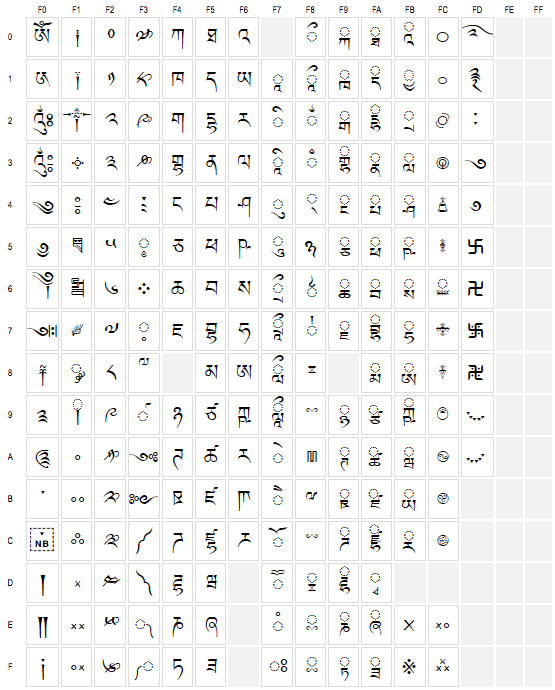 F0 F1 F2 F3 F4 F5 F6 F7 F8 F9 FA FB FC FD FE FF
0 ༀ ༐ ༠ ༰ ཀ ཐ འ ◌ྀ ◌ྐ ◌ྠ ◌ྰ ࿀ ࿐
1 ༁ ༑ ༡ ༱ ཁ ད ཡ ◌ཱ ◌ཱྀ ◌ྑ ◌ྡ ◌ྱ ࿁ ࿑
2 ༂ ༒ ༢ ༲ ག དྷ ར ◌ི ◌ྂ ◌ྒ ◌ྡྷ ◌ྲ ࿂ ࿒
3 ༃ ༓ ༣ ༳ གྷ ན ལ ◌ཱི ◌ྃ ◌ྒྷ ◌ྣ ◌ླ ࿃ ࿓
4 ༄ ༔ ༤ ༴ ང པ ཤ ◌ུ ◌྄ ◌ྔ ◌ྤ ◌ྴ ࿄ ࿔
5 ༅ ༕ ༥ ◌༵ ཅ ཕ ཥ ◌ཱུ ྅ ◌ྕ ◌ྥ ◌ྵ ࿅ ࿕
6 ༆ ༖ ༦ ༶ ཆ བ ས ◌ྲྀ ◌྆ ◌ྖ ◌ྦ ◌ྶ ◌࿆ ࿖
7 ༇ ༗ ༧ ◌༷ ཇ བྷ ཧ ◌ཷ ◌྇ ◌ྗ ◌ྦྷ ◌ྷ ࿇ ࿗
8 ༈ ◌༘ ༨ ༸ མ ཨ ◌ླྀ ྈ ◌ྨ ◌ྸ ࿈ ࿘
9 ༉ ◌༙ ༩ ◌༹ ཉ ཙ ཀྵ ◌ཹ ྉ ◌ྙ ◌ྩ ◌ྐྵ ࿉ ࿙
A ༊ ༚ ༪ ༺ ཊ ཚ ཪ ◌ེ ྊ ◌ྚ ◌ྪ ◌ྺ ࿊ ࿚
B ་ ༛ ༫ ༻ ཋ ཛ ཫ ◌ཻ ྋ ◌ྛ ◌ྫ ◌ྻ ࿋
C NB ༜ ༬ ༼ ཌ ཛྷ ཬ ◌ོ ྌ ◌ྜ ◌ྫྷ ◌ྼ ࿌
D ། ༝ ༭ ༽ ཌྷ ཝ ◌ཽ ◌ྍ ◌ྜྷ ◌ྭ
E ༎ ༞ ༮ ◌༾ ཎ ཞ ◌ཾ ◌ྎ ◌ྞ ◌ྮ ྾ ࿎
F ༏ ༟ ༯ ◌༿ ཏ ཟ ◌ཿ ◌ྏ ◌ྟ ◌ྯ ྿ ࿏